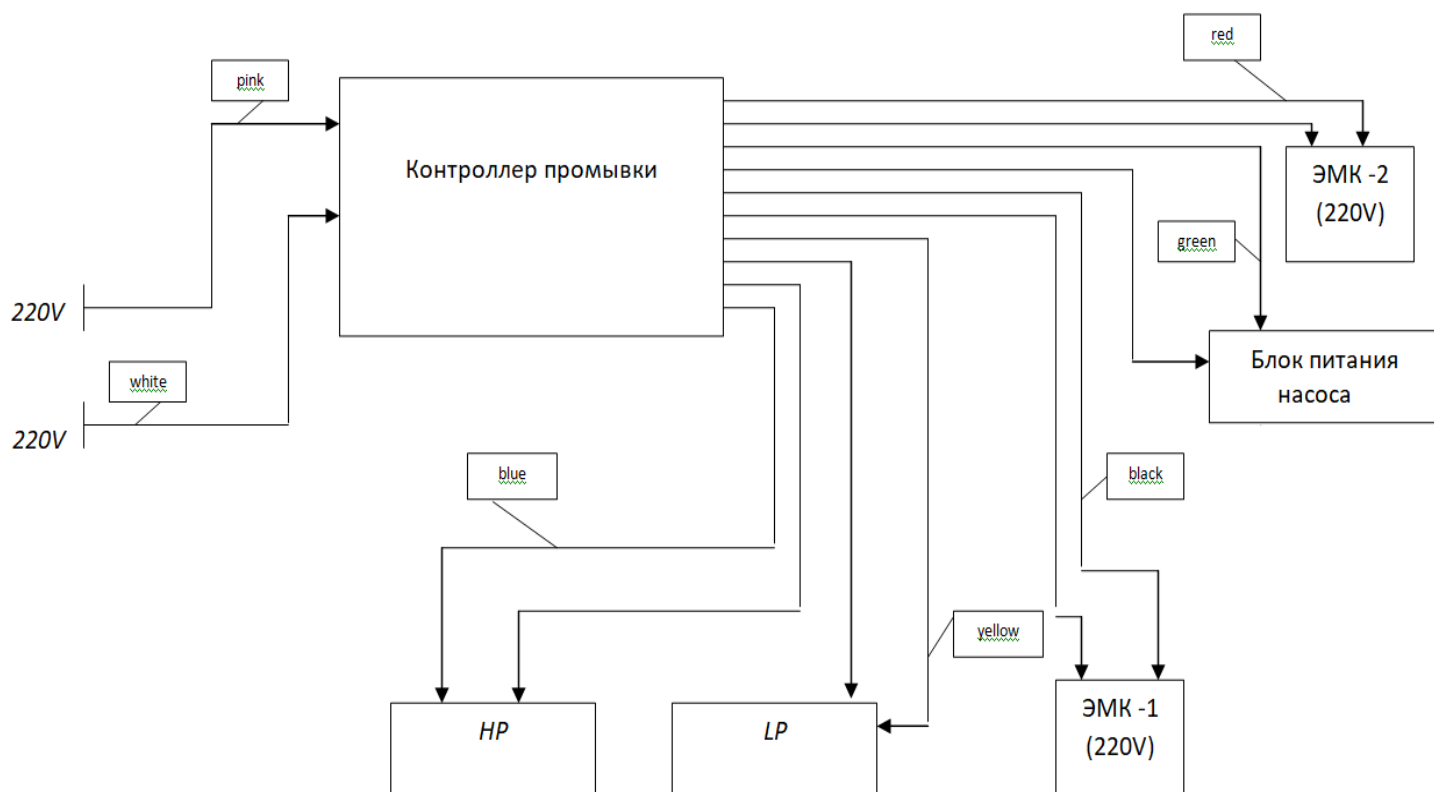 red
pink
Контроллер промывки
ЭМК -2
(220V)
green
220V
Блок питания
насоса
white
220V
blue
black
yellow
HP
LP
ЭМК -1
(220V)